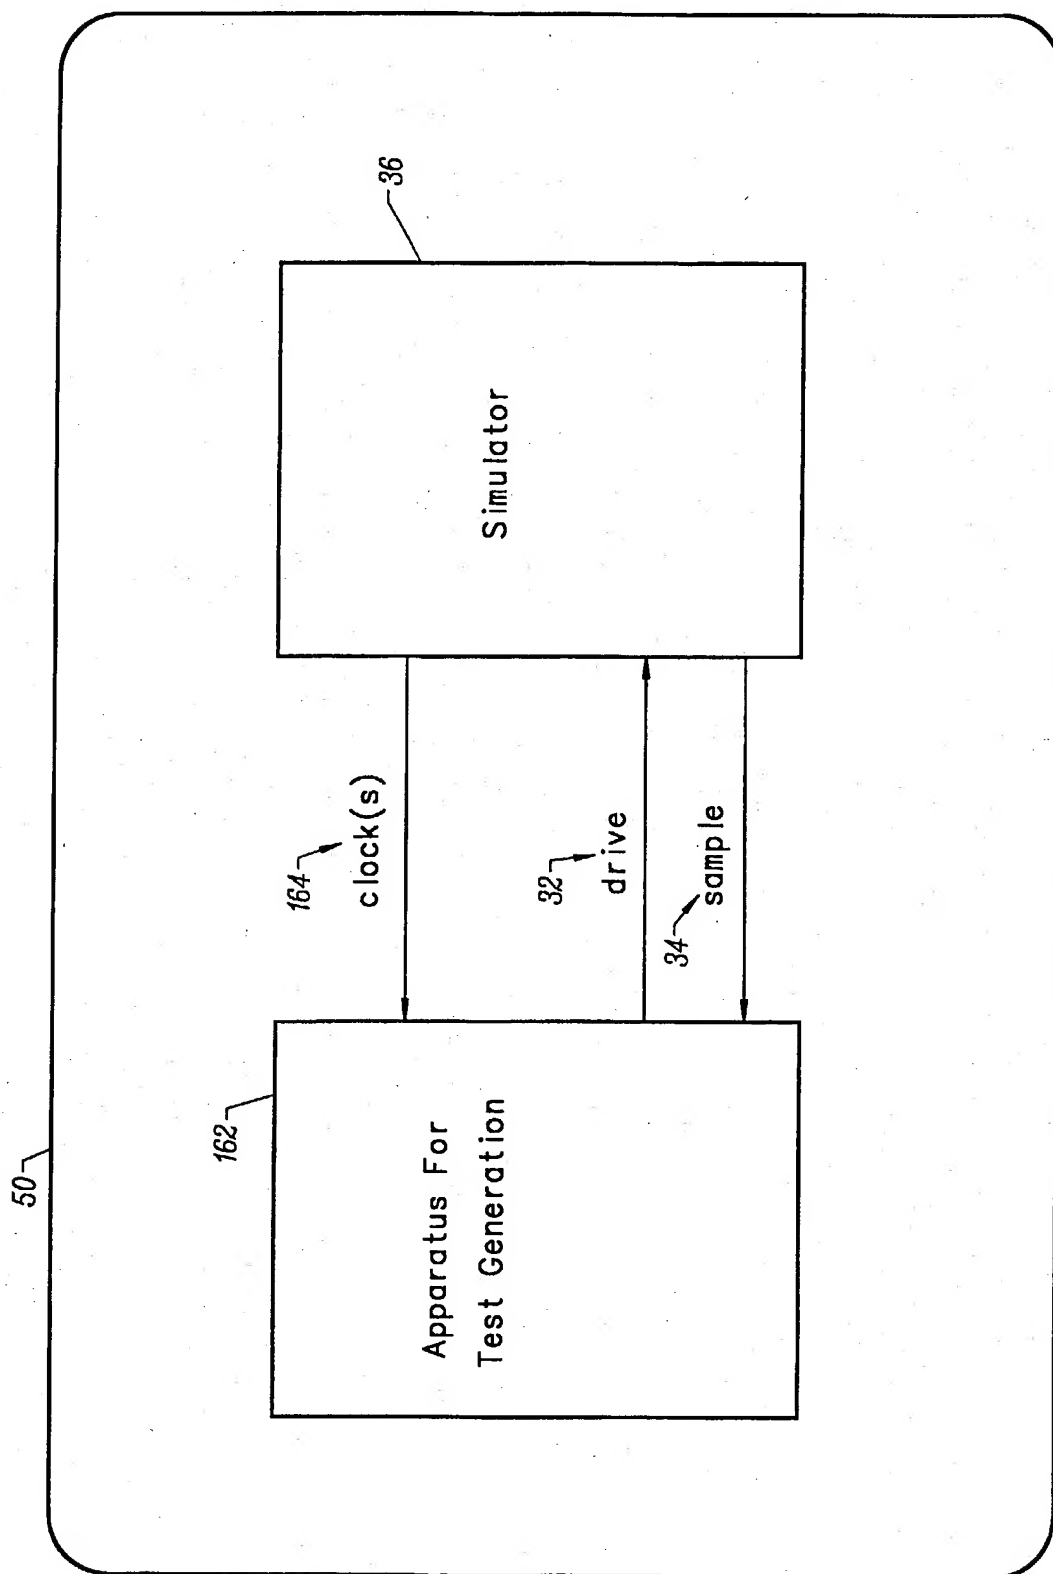 50
162
Apparatus For
Test Generation
164
clock(s)
32
drive
34
sample
36
Simulator